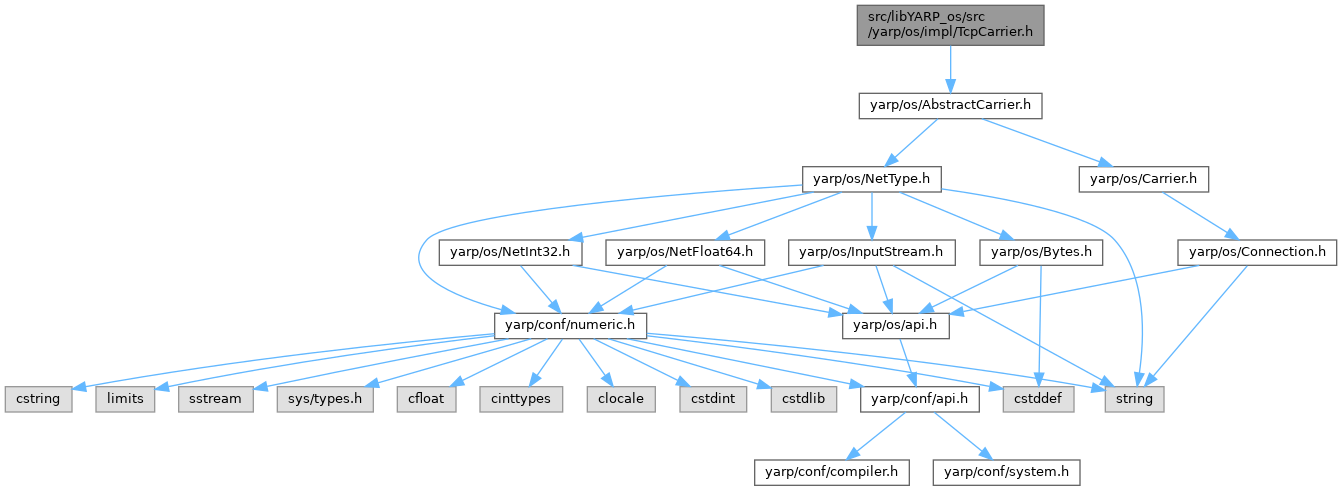 src/libYARP_os/src
/yarp/os/impl/TcpCarrier.h
yarp/os/AbstractCarrier.h
yarp/os/NetType.h
yarp/os/Carrier.h
yarp/os/NetInt32.h
yarp/os/NetFloat64.h
yarp/os/InputStream.h
yarp/os/Bytes.h
yarp/os/Connection.h
yarp/conf/numeric.h
yarp/os/api.h
cstring
limits
sstream
sys/types.h
cfloat
cinttypes
clocale
cstdint
cstdlib
yarp/conf/api.h
cstddef
string
yarp/conf/compiler.h
yarp/conf/system.h